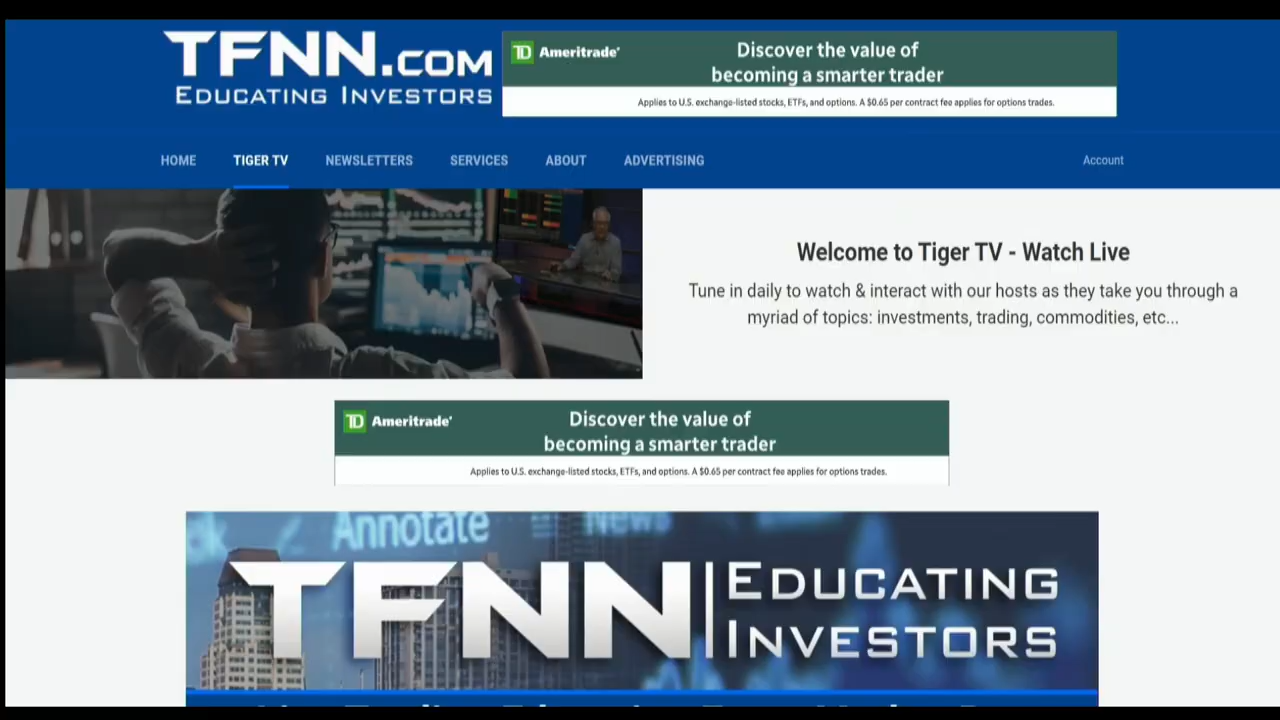 TFNN.COM
EDUCATING INVESTORS
TD Ameritrade
Discover the value of
becoming a smarter trader
Applies to U.S. exchange-listed stocks, ETFs, and options. A $0.65 per contract fee applies for options trades.
HOME TIGER TV NEWSLETTERS SERVICES ABOUT ADVERTISING Account
Welcome to Tiger TV - Watch Live
Tune in daily to watch & interact with our hosts as they take you through a
myriad of topics: investments, trading, commodities, etc...
TD Ameritrade
Discover the value of
becoming a smarter trader
Applies to U.S. exchange-listed stocks, ETFs, and options. A $0.65 per contract fee applies for options trades.
Annotate News
TFNN EDUCATING
INVESTORS